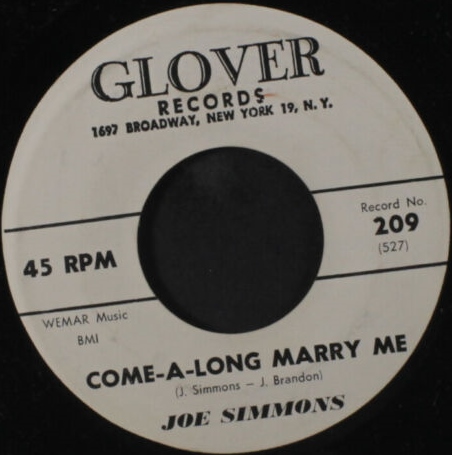 GLOVER
RECORDS
1697 BROADWAY, NEW YORK 19, N. Y.
Record No.
209
(527)
45 RPM
WEMAR Music
BMI
COME-A-LONG MARRY ME
(J. Simmons - J. Brandon)
JOE SIMMONS